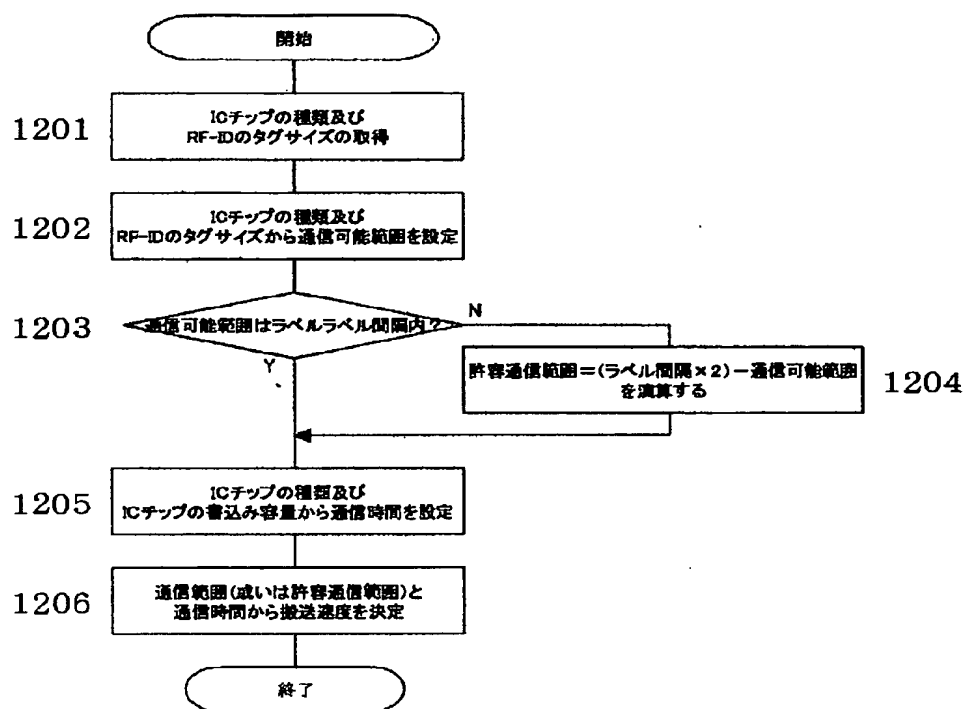 開始
1201
ICチップの種類及び
RF-IDのタグサイズの取得
1202
ICチップの種類及び
RF-IDのタグサイズから通信可能範囲を設定
1203
通信可能範囲はラベルラベル間隔内?
N
Y
許容通信範囲=(ラベル間隔×2)-通信可能範囲
を演算する
1204
1205
ICチップの種類及び
ICチップの書込み容量から通信時間を設定
1206
通信範囲(或いは許容通信範囲)と
通信時間から搬送速度を決定
終了